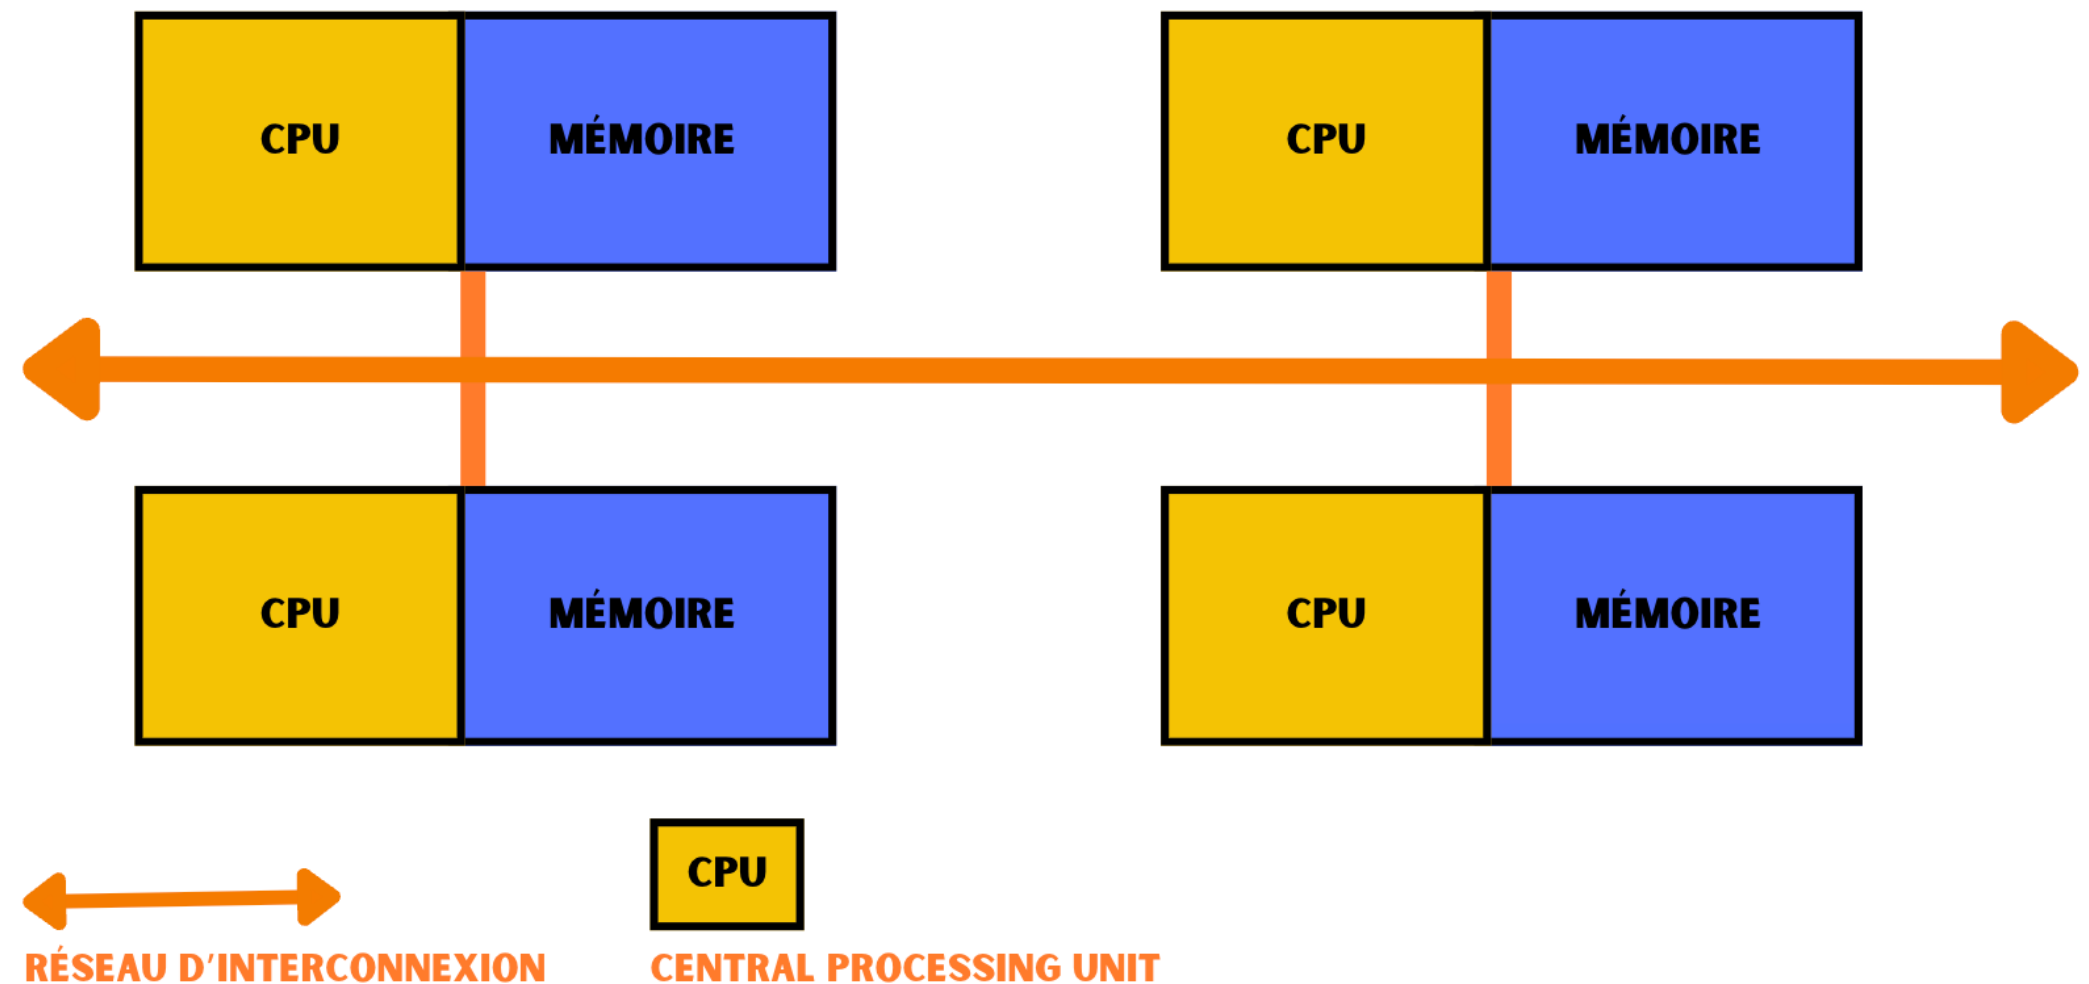 CPU MÉMOIRE CPU MÉMOIRE
CPU MÉMOIRE CPU MÉMOIRE
CPU
RÉSEAU D'INTERCONNEXION CENTRAL PROCESSING UNIT